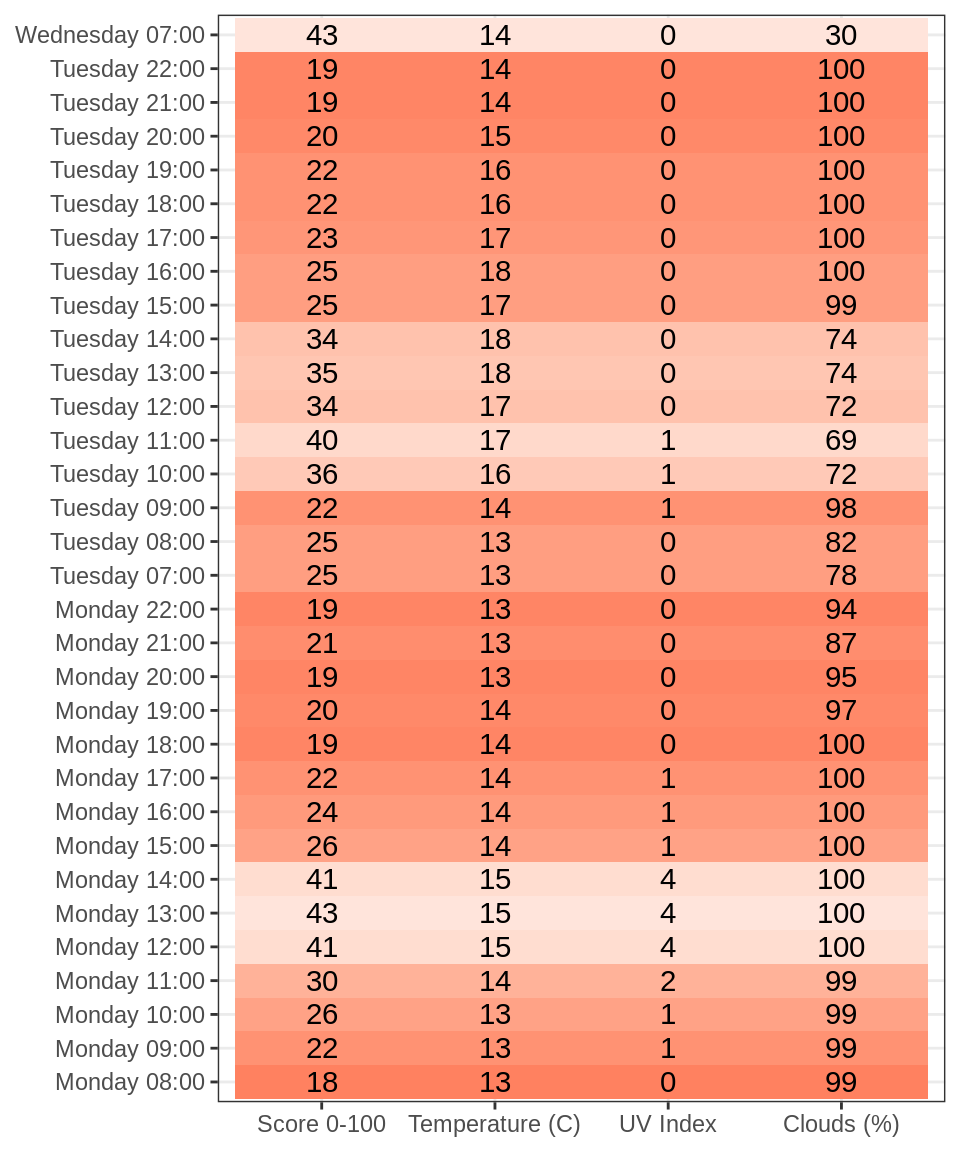 Wednesday 07:00 43 14 0 30
Tuesday 22:00 19 14 0 100
Tuesday 21:00 19 14 0 100
Tuesday 20:00 20 15 0 100
Tuesday 19:00 22 16 0 100
Tuesday 18:00 22 16 0 100
Tuesday 17:00 23 17 0 100
Tuesday 16:00 25 18 0 100
Tuesday 15:00 25 17 0 99
Tuesday 14:00 34 18 0 74
Tuesday 13:00 35 18 0 74
Tuesday 12:00 34 17 0 72
Tuesday 11:00 40 17 1 69
Tuesday 10:00 36 16 1 72
Tuesday 09:00 22 14 1 98
Tuesday 08:00 25 13 0 82
Tuesday 07:00 25 13 0 78
Monday 22:00 19 13 0 94
Monday 21:00 21 13 0 87
Monday 20:00 19 13 0 95
Monday 19:00 20 14 0 97
Monday 18:00 19 14 0 100
Monday 17:00 22 14 1 100
Monday 16:00 24 14 1 100
Monday 15:00 26 14 1 100
Monday 14:00 41 15 4 100
Monday 13:00 43 15 4 100
Monday 12:00 41 15 4 100
Monday 11:00 30 14 2 99
Monday 10:00 26 13 1 99
Monday 09:00 22 13 1 99
Monday 08:00 18 13 0 99
Score 0-100 Temperature (C) UV Index Clouds (%)